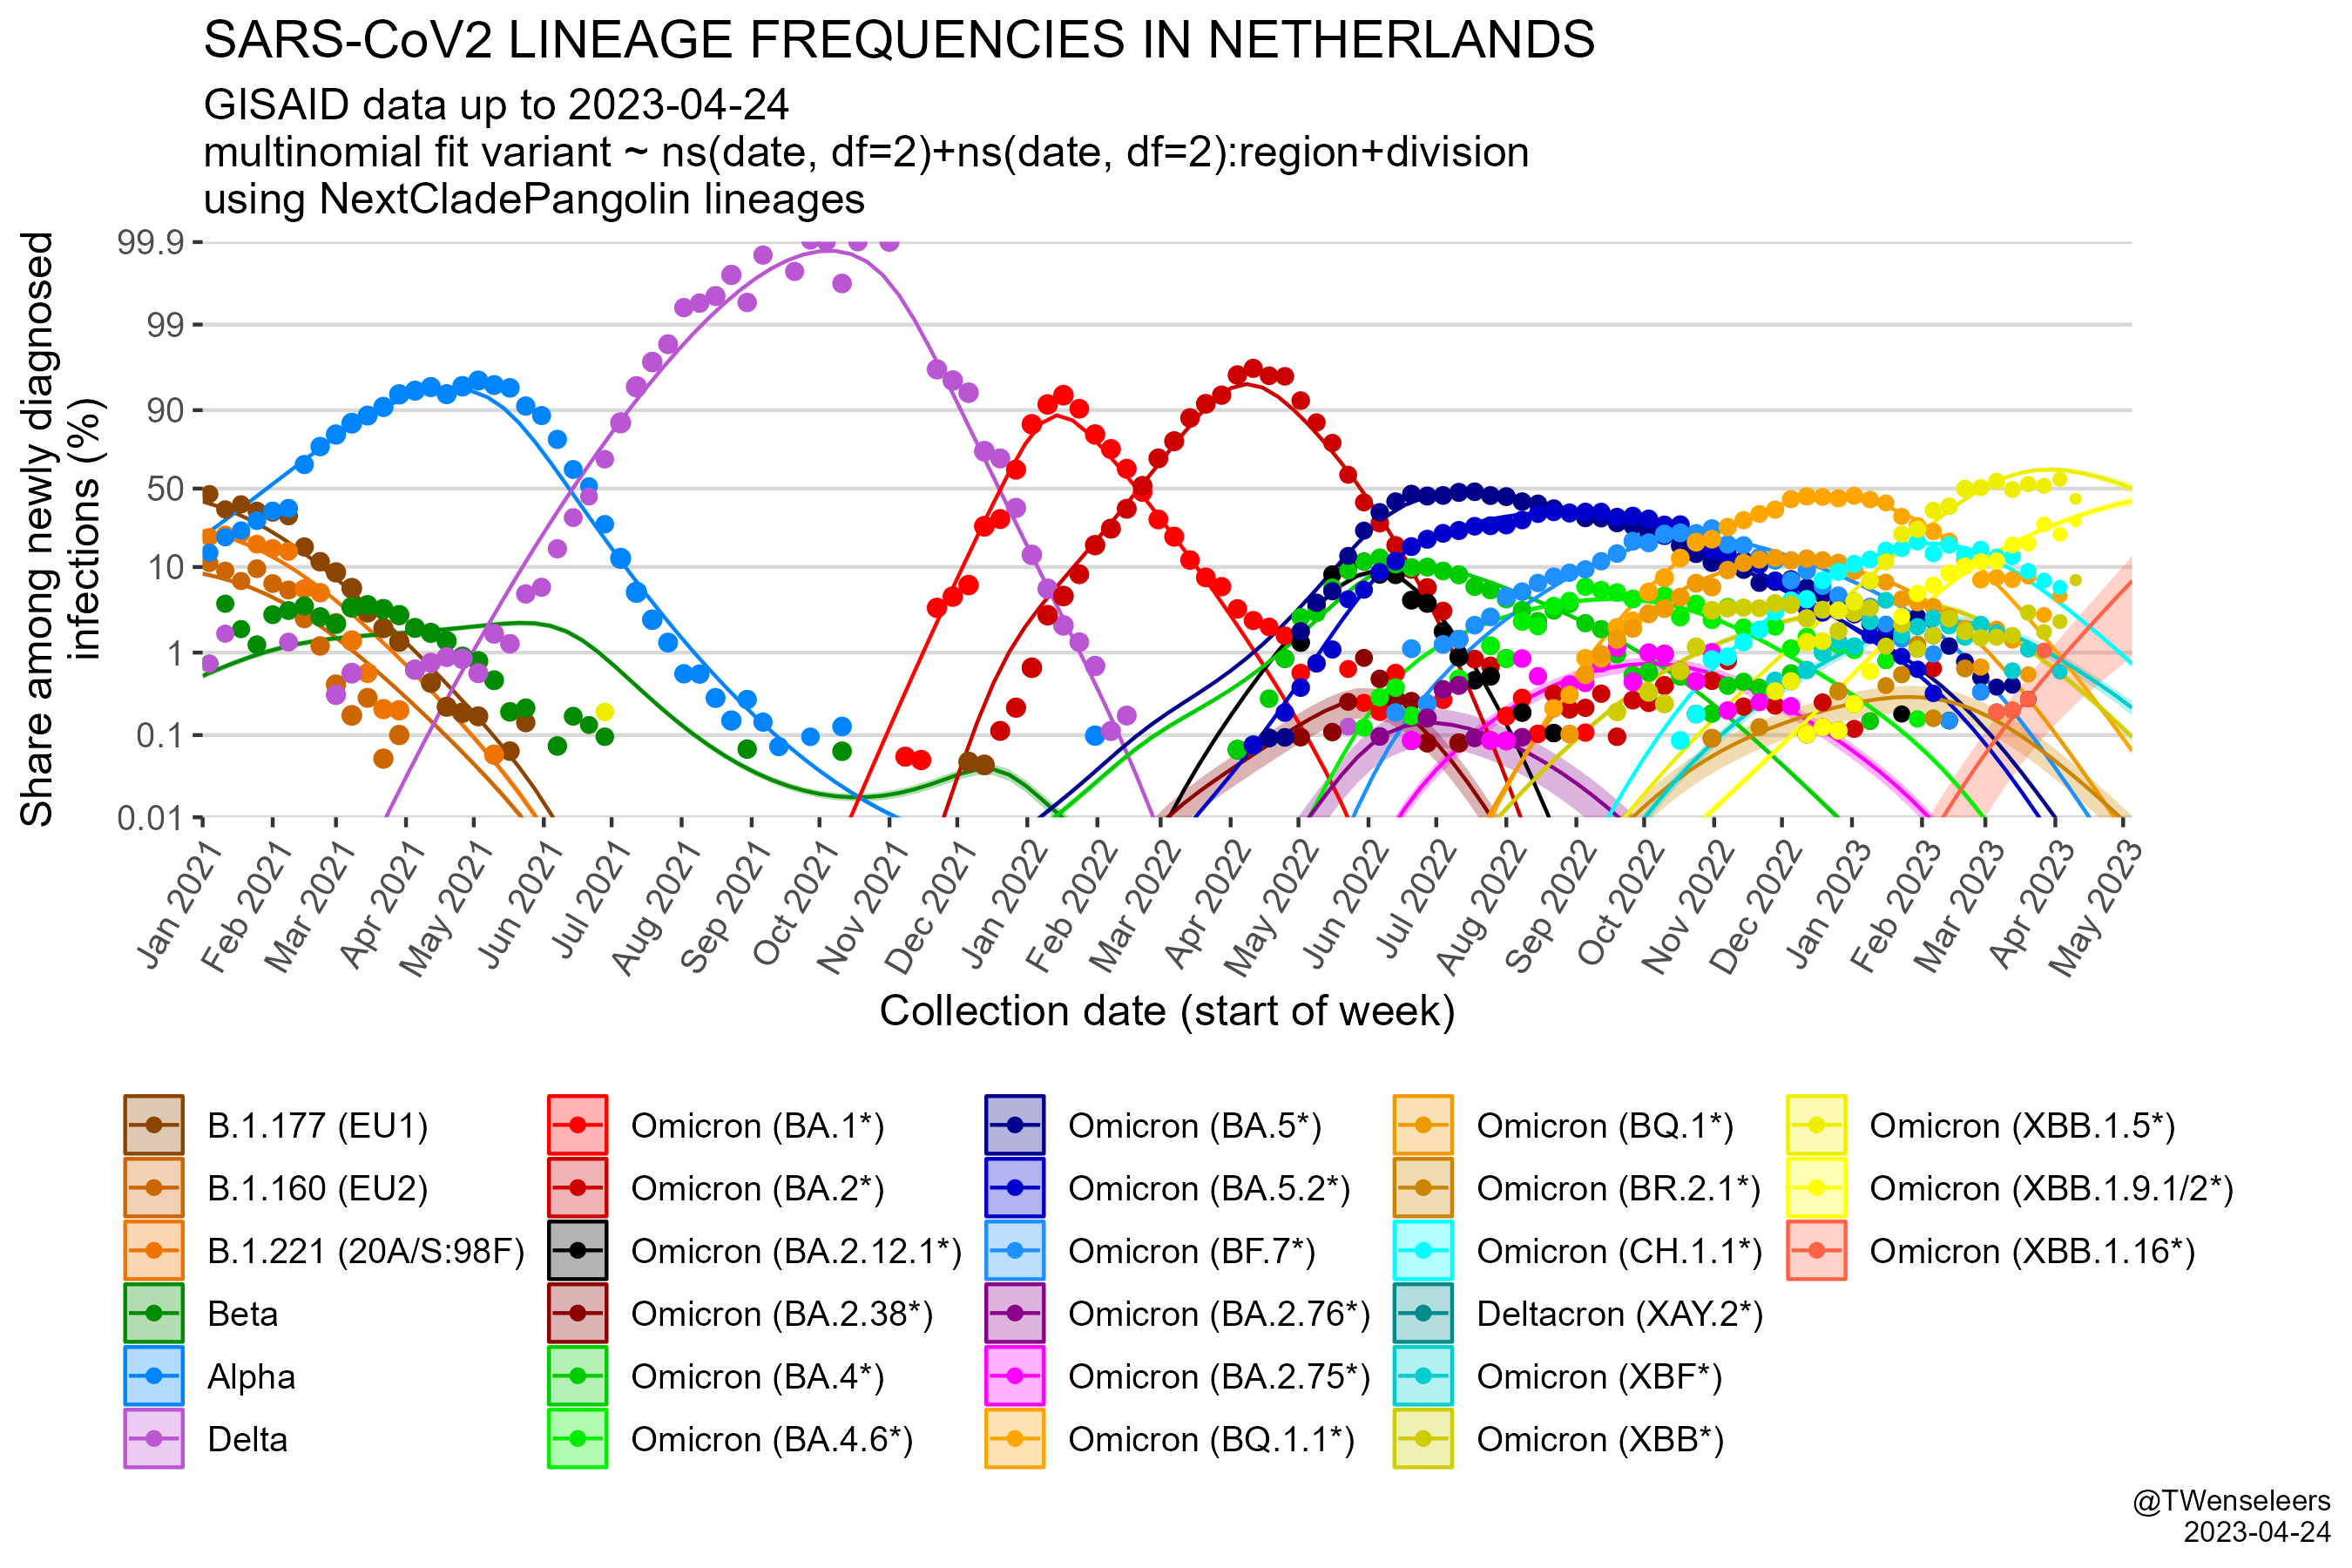 SARS-CoV2 LINEAGE FREQUENCIES IN NETHERLANDS
GISAID data up to 2023-04-24
multinomial fit variant ~ ns(date, df=2)+ns(date, df=2):region+division
using NextCladePangolin lineages
Share among newly diagnosed
infections (%)
99.9
99
90
50
10
1
0.1
0.01
Jan 2021
Feb 2021
Mar 2021
Apr 2021
May 2021
Jun 2021
Jul 2021
Aug 2021
Sep 2021
Oct 2021
Nov 2021
Dec 2021
Jan 2022
Feb 2022
Mar 2022
Apr 2022
May 2022
Jun 2022
Jul 2022
Aug 2022
Sep 2022
Oct 2022
Nov 2022
Dec 2022
Jan 2023
Feb 2023
Mar 2023
Apr 2023
May 2023
Collection date (start of week)
B.1.177 (EU1)
B.1.160 (EU2)
B.1.221 (20A/S:98F)
Beta
Alpha
Delta
Omicron (BA.1*)
Omicron (BA.2*)
Omicron (BA.2.12.1*)
Omicron (BA.2.38*)
Omicron (BA.4*)
Omicron (BA.4.6*)
Omicron (BA.5*)
Omicron (BA.5.2*)
Omicron (BF.7*)
Omicron (BA.2.76*)
Omicron (BA.2.75*)
Omicron (BQ.1.1*)
Omicron (BQ.1*)
Omicron (BR.2.1*)
Omicron (CH.1.1*)
Deltacron (XAY.2*)
Omicron (XBF*)
Omicron (XBB*)
Omicron (XBB.1.5*)
Omicron (XBB.1.9.1/2*)
Omicron (XBB.1.16*)
@TWenseleers
2023-04-24